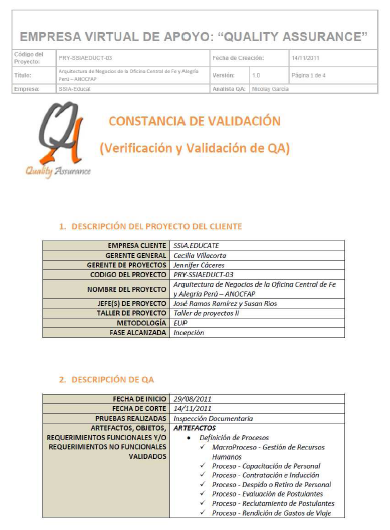 EMPRESA VIRTUAL DE APOYO: “QUALITY ASSURANCE”
Código del Proyecto: PRY-SSIAEDUCT-03 Fecha de Creación: 14/11/2011
Título: Arquitectura de Negocios de la Oficina Central de Fe y Alegría Perú – ANOCFAP Versión: 1.0 Página 1 de 4
Empresa: SSIA-Educat Analista QA: Nicolay García
Quality Assurance
CONSTANCIA DE VALIDACIÓN
(Verificación y Validación de QA)
1. DESCRIPCIÓN DEL PROYECTO DEL CLIENTE
EMPRESA CLIENTE SSIA.EDUCATE
GERENTE GENERAL Cecilia Villacorta
GERENTE DE PROYECTOS Jennifer Cáceres
CODIGO DEL PROYECTO PRY-SSIAEDUCT-03
NOMBRE DEL PROYECTO Arquitectura de Negocios de la Oficina Central de Fe y Alegría Perú – ANOCFAP
JEFE(S) DE PROYECTO José Ramos Ramírez y Susan Rios
TALLER DE PROYECTO Taller de proyectos II
METODOLOGÍA EUP
FASE ALCANZADA Incepción
2. DESCRIPCIÓN DE QA
FECHA DE INICIO 29/08/2011
FECHA DE CORTE 14/11/2011
PRUEBAS REALIZADAS Inspección Documentaria
ARTEFACTOS, OBJETOS, REQUERIMIENTOS FUNCIONALES Y/O REQUERIMIENTOS NO FUNCIONALES VALIDADOS
ARTEFACTOS
• Definición de Procesos
✓ MacroProceso - Gestión de Recursos Humanos
✓ Proceso - Capacitación de Personal
✓ Proceso - Contratación e Inducción
✓ Proceso - Despido o Retiro de Personal
✓ Proceso - Evaluación de Postulantes
✓ Proceso - Reclutamiento de Postulantes
✓ Proceso - Rendición de Gastos de Viaje